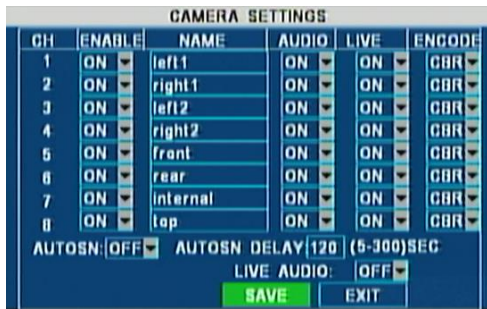 CAMERA SETTINGS
CH ENABLE NAME AUDIO LIVE ENCODE
1 ON left1 ON ON CBR
2 ON right1 ON ON CBR
3 ON left2 ON ON CBR
4 ON right2 ON ON CBR
5 ON front ON ON CBR
6 ON rear ON ON CBR
7 ON internal ON ON CBR
8 ON top ON ON CBR
AUTOSN: OFF AUTOSN DELAY 120 (5-300)SEC
LIVE AUDIO: OFF
SAVE EXIT